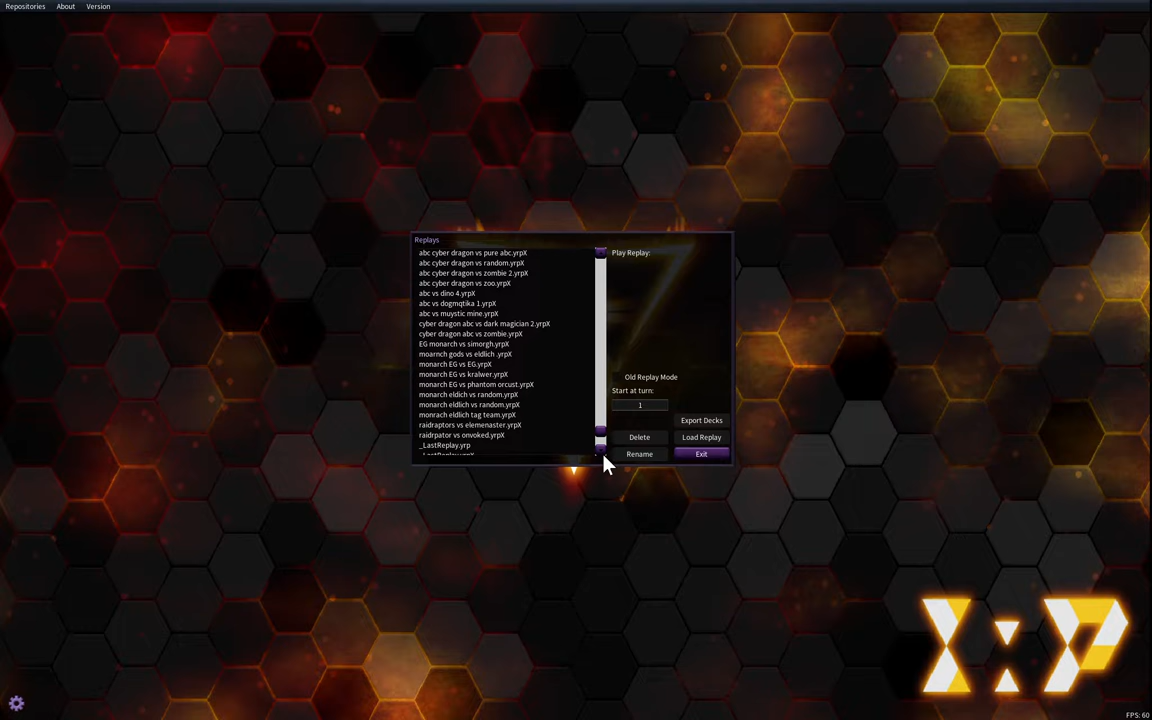 Repositories About Version
Replays
abc cyber dragon vs pure abc.yrpX
Play Replay:
abc cyber dragon vs random.yrpX
abc cyber dragon vs zombie 2.yrpX
abc cyber dragon vs zoo.yrpX
abc vs dino 4.yrpX
abc vs dogmqtika 1.yrpX
abc vs muystic mine.yrpX
cyber dragon abc vs dark magician 2.yrpX
cyber dragon abc vs zombie.yrpX
EG monarch vs simorgh.yrpX
moarnch gods vs eldlich .yrpX
monarch EG vs EG.yrpX
monarch EG vs kralwer.yrpX
monarch EG vs phantom orcust.yrpX
monarch eldich vs random.yrpX
monarch eldlich vs random.yrpX
monrach eldlich tag team.yrpX
raidraptors vs elemenaster.yrpX
raidrpator vs onvoked.yrpX
_LastReplay.yrp
_LastReplay.yrpX
Old Replay Mode
Start at turn:
1
Export Decks
Delete Load Replay
Rename Exit
X:P
FPS: 60